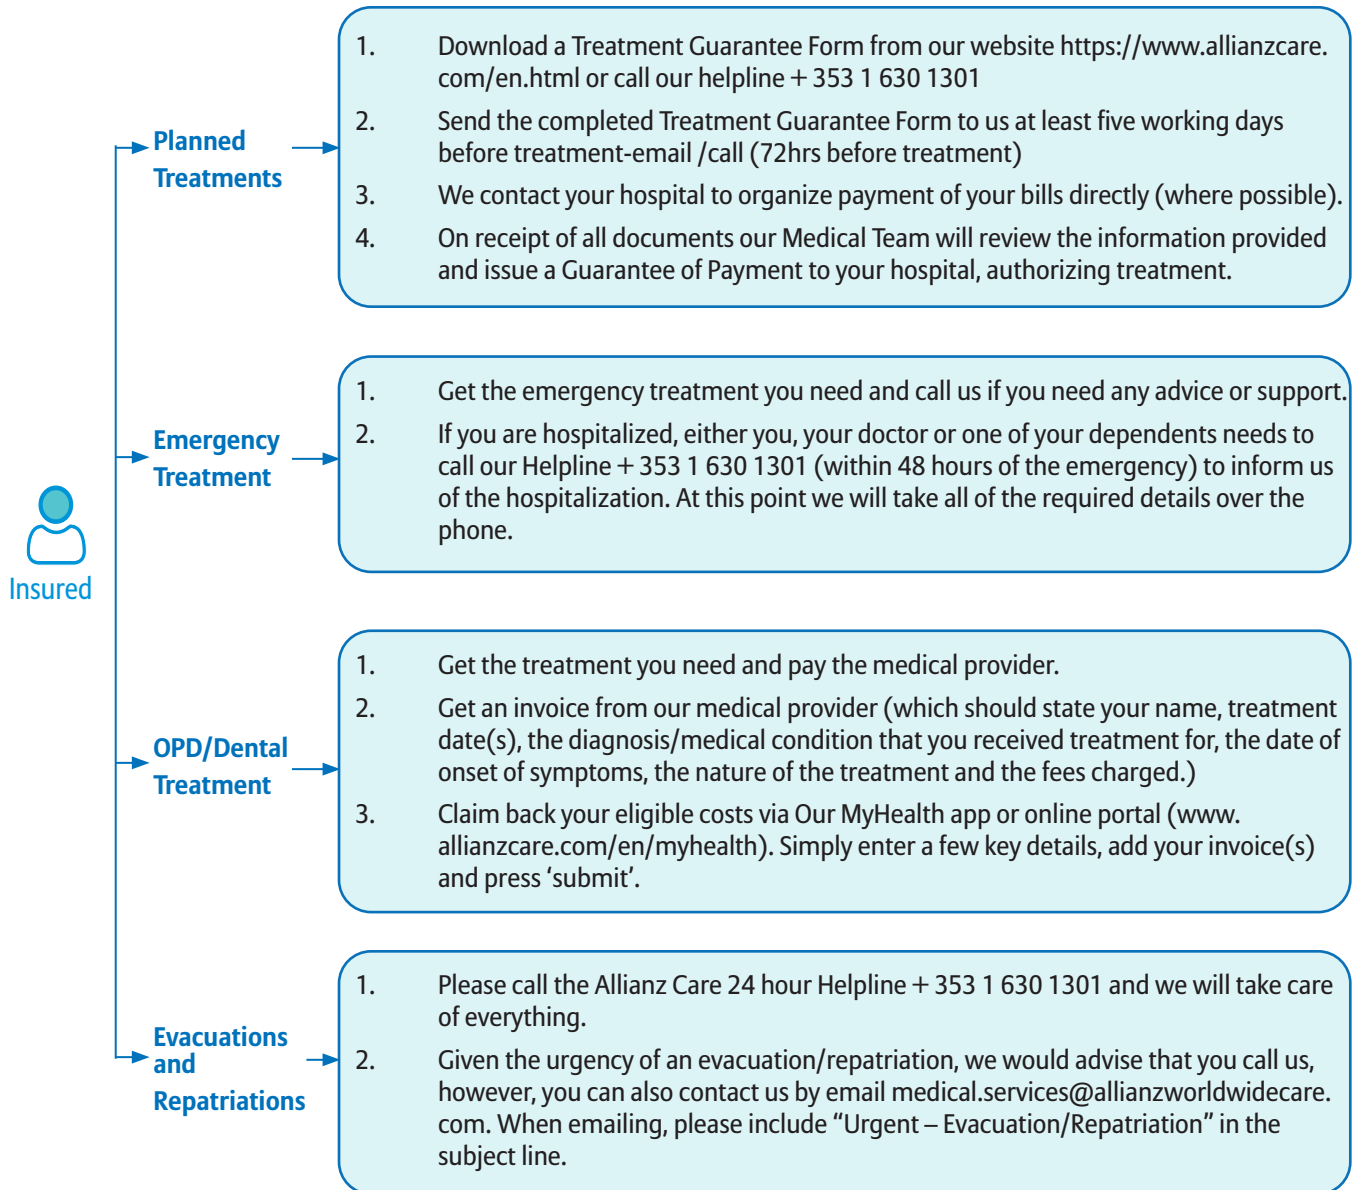 Insured
Planned
Treatments
1. Download a Treatment Guarantee Form from our website https://www.allianzcare.
com/en.html or call our helpline + 353 1 630 1301
2. Send the completed Treatment Guarantee Form to us at least five working days
before treatment-email /call (72hrs before treatment)
3. We contact your hospital to organize payment of your bills directly (where possible).
4. On receipt of all documents our Medical Team will review the information provided
and issue a Guarantee of Payment to your hospital, authorizing treatment.
Emergency
Treatment
1. Get the emergency treatment you need and call us if you need any advice or support.
2. If you are hospitalized, either you, your doctor or one of your dependents needs to
call our Helpline + 353 1 630 1301 (within 48 hours of the emergency) to inform us
of the hospitalization. At this point we will take all of the required details over the
phone.
OPD/Dental
Treatment
1. Get the treatment you need and pay the medical provider.
2. Get an invoice from our medical provider (which should state your name, treatment
date(s), the diagnosis/medical condition that you received treatment for, the date of
onset of symptoms, the nature of the treatment and the fees charged.)
3. Claim back your eligible costs via Our MyHealth app or online portal (www.
allianzcare.com/en/myhealth). Simply enter a few key details, add your invoice(s)
and press ‘submit’.
Evacuations
and
Repatriations
1. Please call the Allianz Care 24 hour Helpline + 353 1 630 1301 and we will take care
of everything.
2. Given the urgency of an evacuation/repatriation, we would advise that you call us,
however, you can also contact us by email medical.services@allianzworldwidecare.
com. When emailing, please include “Urgent – Evacuation/Repatriation” in the
subject line.